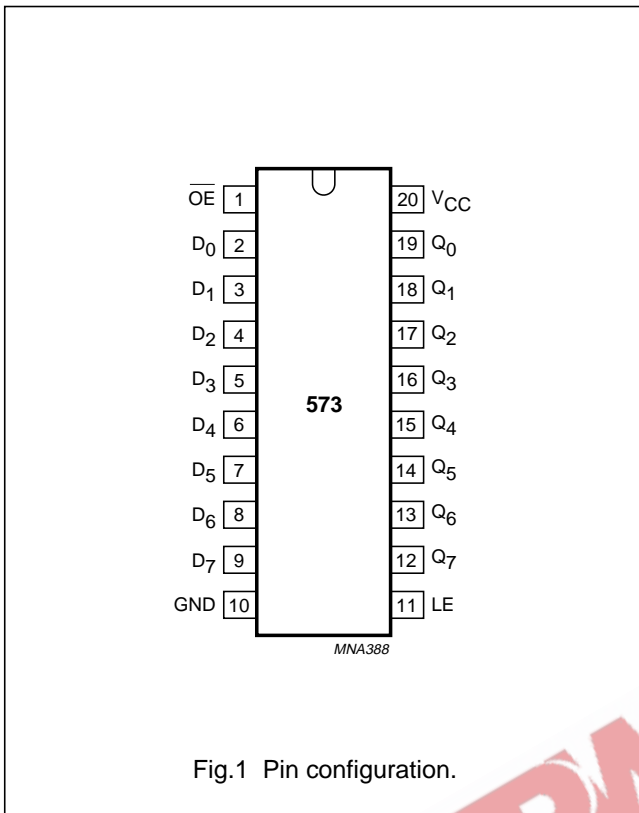 OE 1 20 VCC
D0 2 19 Q0
D1 3 18 Q1
D2 4 17 Q2
D3 5 16 Q3
573
D4 6 15 Q4
D5 7 14 Q5
D6 8 13 Q6
D7 9 12 Q7
GND 10 11 LE
MNA388
Fig.1 Pin configuration.